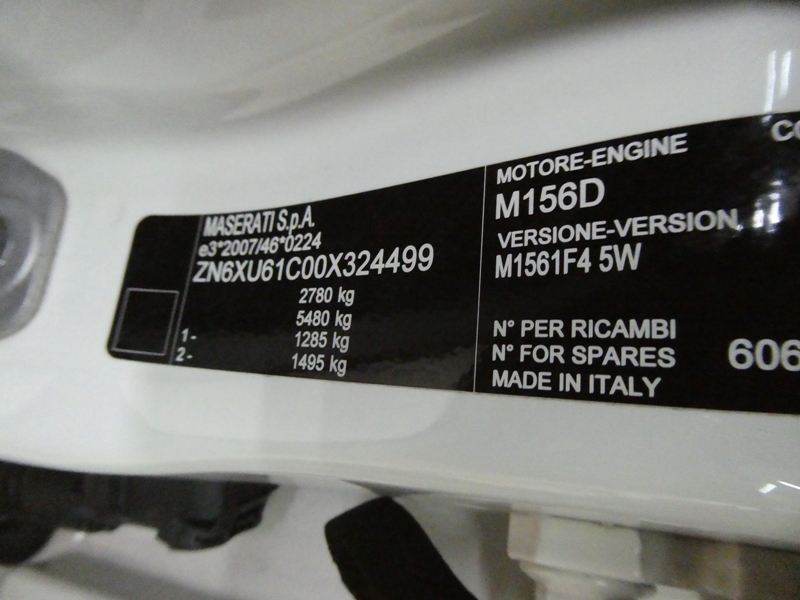 MASERATI S.p.A.
e3*2007/46*0224
ZN6XU61C00X324499
2780 kg
5480 kg
1- 1285 kg
2- 1495 kg
MOTORE-ENGINE
M156D
VERSIONE-VERSION
M1561F4 5W
N° PER RICAMBI
N° FOR SPARES
MADE IN ITALY
CO
606